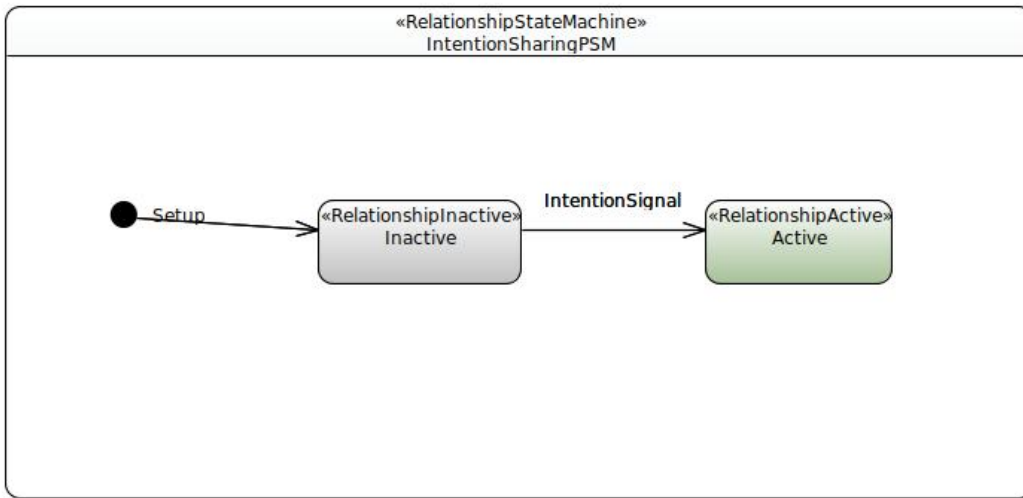 «RelationshipStateMachine»
IntentionSharingPSM
IntentionSignal
Setup
«RelationshipInactive»
Inactive
«RelationshipActive»
Active